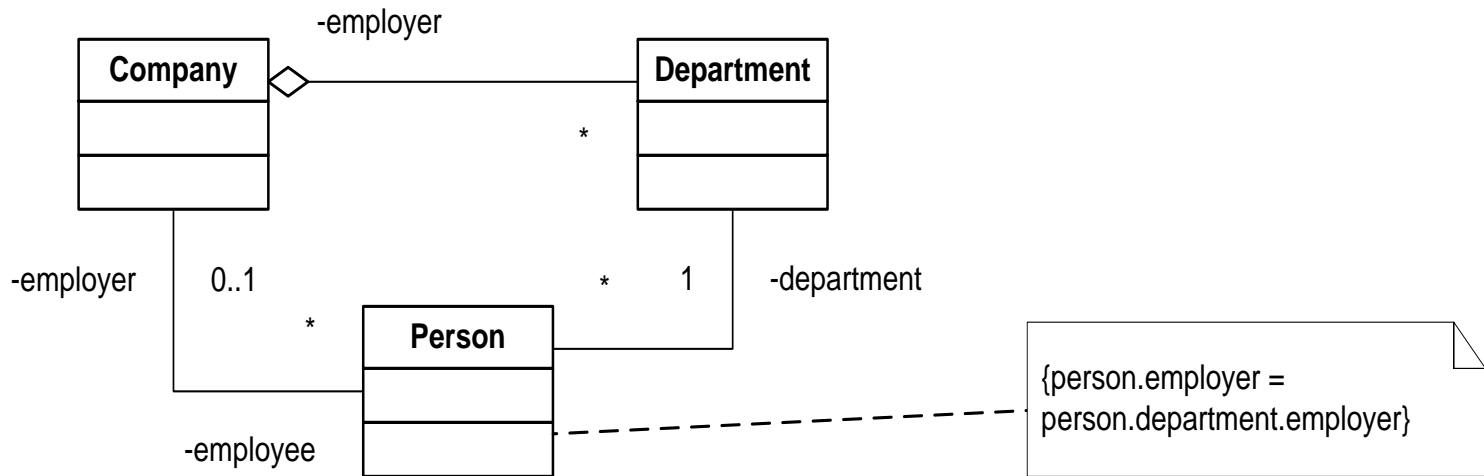 -employer
Company
Department
*
-employer
0..1
*
1
-department
*
Person
{person.employer =
person.department.employer}
-employee